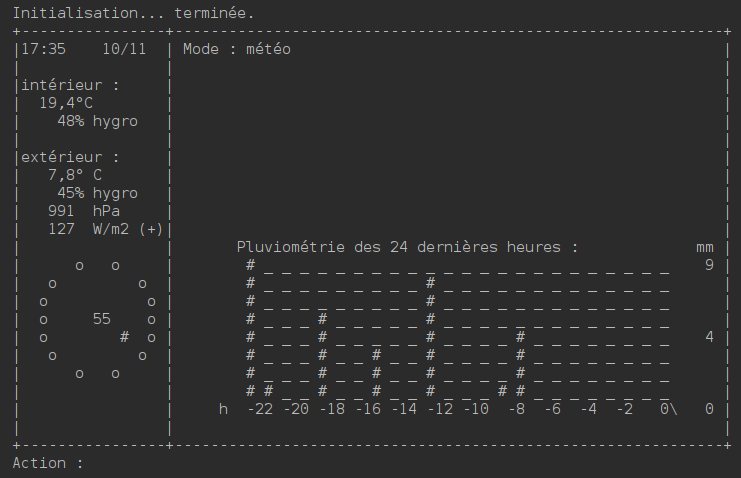 Initialisation... terminée.
+----------------+-------------------------------------------------------------+
|17:35    10/11  | Mode : météo                                                |
|                |                                                             |
|intérieur :     |                                                             |
|  19,4°C        |                                                             |
|    48% hygro   |                                                             |
|                |                                                             |
|extérieur :     |                                                             |
|   7,8° C       |                                                             |
|    45% hygro   |                                                             |
|   991  hPa     |                                                             |
|   127  W/m2 (+)|                                                             |
|                |       Pluviométrie des 24 dernières heures :             mm |
|      o   o     |        # _ _ _ _ _ _ _ _ _ _ _ _ _ _ _ _ _ _ _ _ _ _ _    9 |
|   o         o  |        # _ _ _ _ _ _ _ _ _ # _ _ _ _ _ _ _ _ _ _ _ _ _      |
|  o           o |        # _ _ _ _ _ _ _ _ _ # _ _ _ _ _ _ _ _ _ _ _ _ _      |
|  o     55    o |        # _ _ _ # _ _ _ _ _ # _ _ _ _ _ _ _ _ _ _ _ _ _      |
|  o        #  o |        # _ _ _ # _ _ _ _ _ # _ _ _ _ # _ _ _ _ _ _ _ _    4 |
|   o         o  |        # _ _ _ # _ _ # _ _ # _ _ _ _ # _ _ _ _ _ _ _ _      |
|      o   o     |        # _ _ _ # _ _ # _ _ # _ _ _ _ # _ _ _ _ _ _ _ _      |
|                |        # # _ _ # _ _ # _ _ # _ _ _ # # _ _ _ _ _ _ _ _      |
|                |     h  -22 -20 -18 -16 -14 -12 -10  -8  -6  -4  -2   0\   0 |
|                |                                                             |
+----------------+-------------------------------------------------------------+
Action :